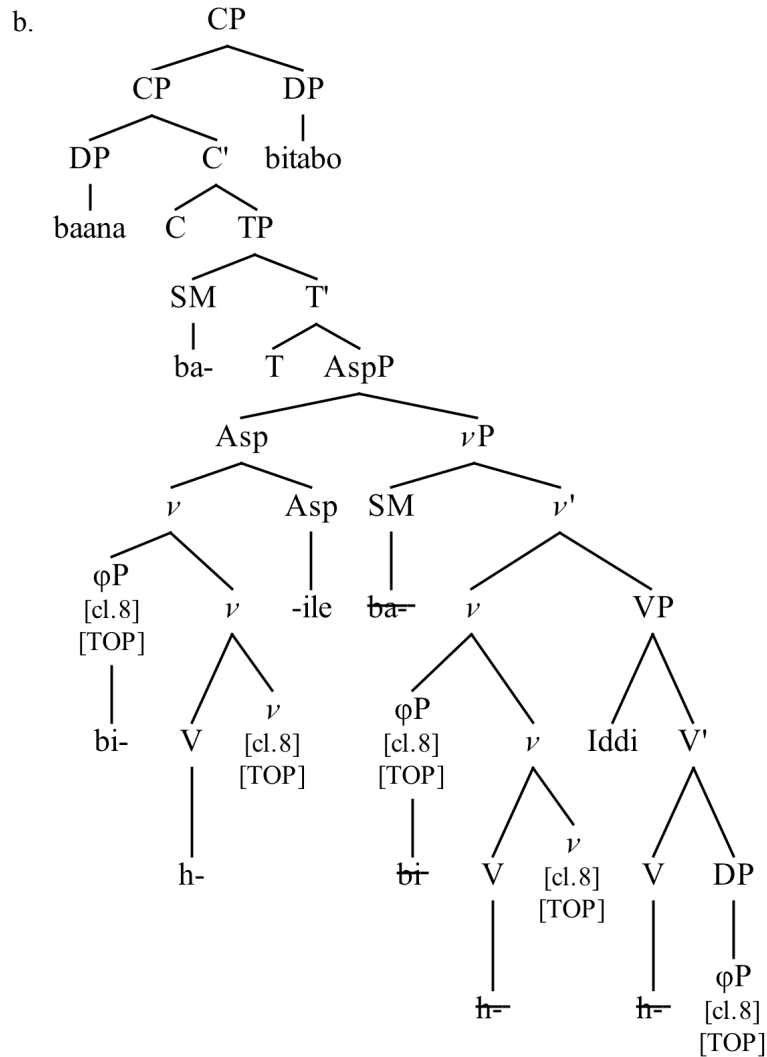 b.
CP
CP DP
DP C' bitabo
baana C TP
SM T'
ba- T AspP
Asp νP
ν Asp SM ν'
φP
[cl.8]
[TOP]
ν -ile ba- ν VP
bi- V ν
[cl.8]
[TOP]
φP
[cl.8]
[TOP]
ν Iddi V'
h- bi- V ν
[cl.8]
[TOP]
V DP
h- h- φP
[cl.8]
[TOP]